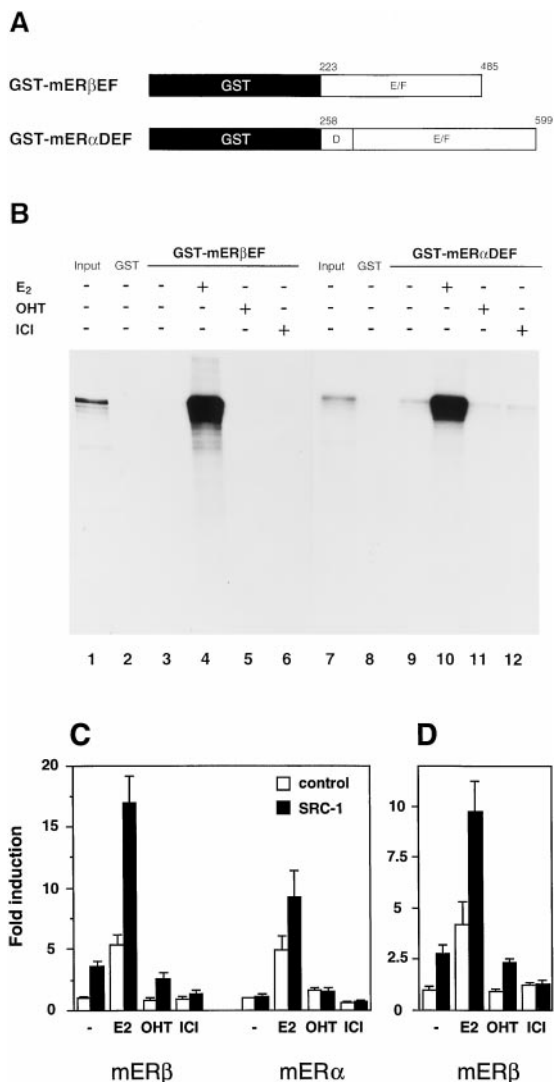 A
223 485
GST-mERβEF GST E/F
258 599
GST-mERαDEF GST D E/F
B
GST-mERβEF GST-mERαDEF
Input GST Input GST
E2 - - - + - - - - - + - -
OHT - - - - + - - - - - + -
ICI - - - - - + - - - - - +
1 2 3 4 5 6 7 8 9 10 11 12
C D
20
15
10
5
0
Fold induction
control
SRC-1
10
7.5
5
2.5
0
- E2 OHT ICI - E2 OHT ICI - E2 OHT ICI
mERβ mERα mERβ